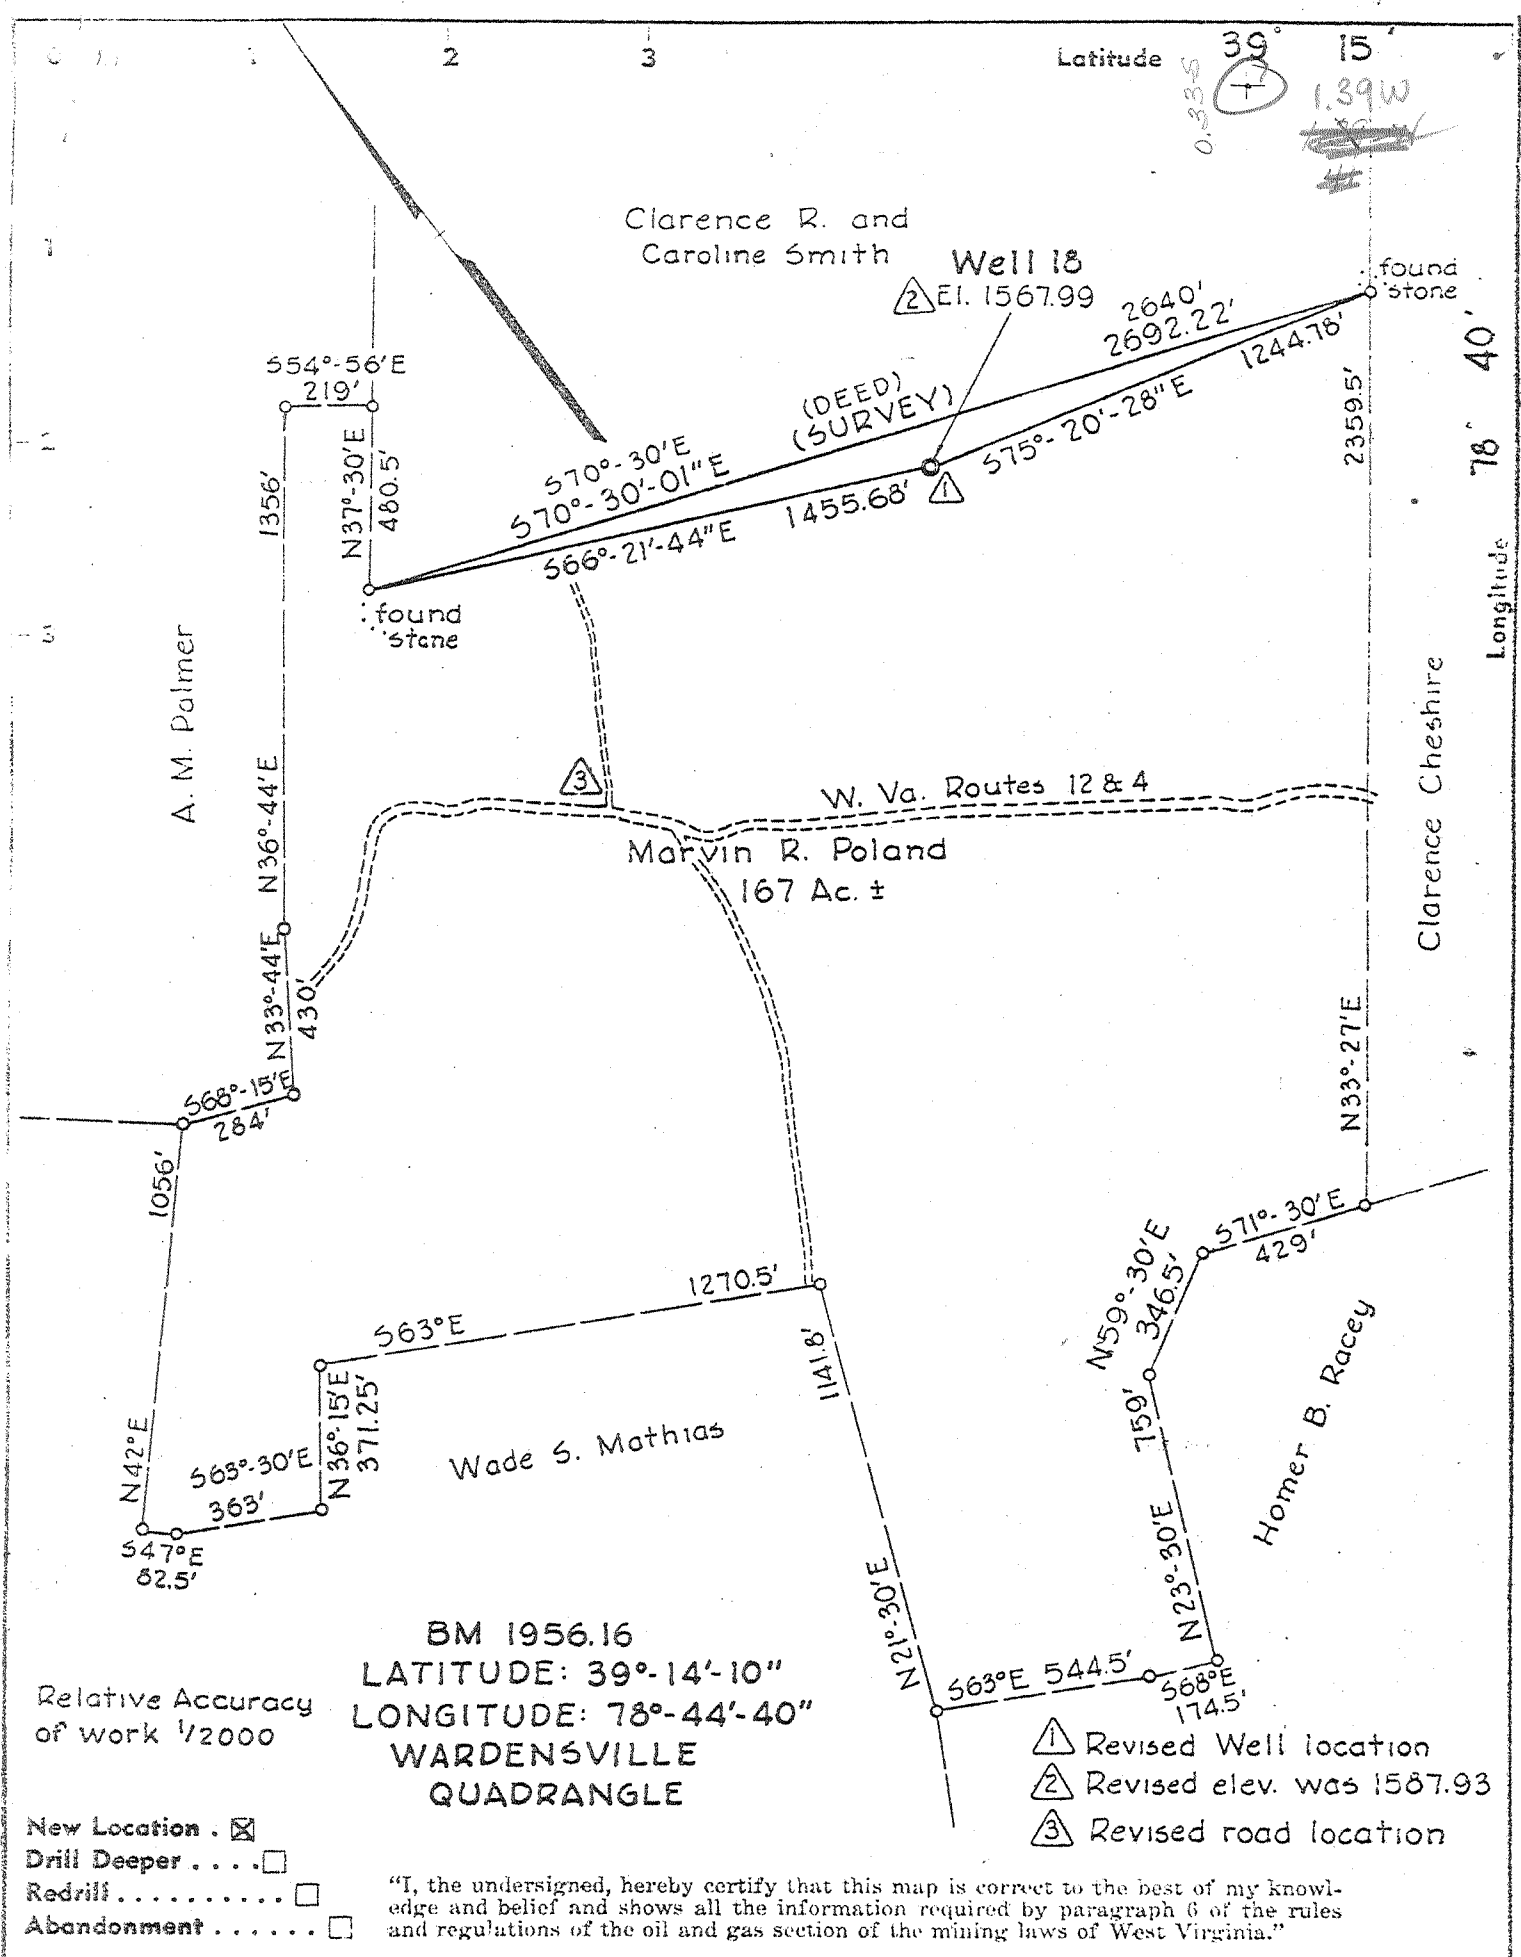 1
2
3
Latitude 39° 15'
0.33 S
1.39 W
1
2
3
Clarence R. and
Caroline Smith
Well 18
2 El. 1567.99
found
stone
2640'
2692.22'
1244.78'
(DEED)
(SURVEY)
S70°-30'E
S70°-30'-01"E
S75°-20'-28"E
1455.68'
1
S66°-21'-44"E
S54°-56'E
219'
N37°-30'E
480.5'
1356'
N36°-44'E
found
stone
A. M. Palmer
23595'
N33°-27'E
78° 40'
Longitude
Clarence Cheshire
3
W. Va. Routes 12 & 4
Marvin R. Poland
167 Ac. ±
N33°-44'E
430'
S68°-15'E
284'
1056'
N42°E
S71°-30'E
429'
N59°-30'E
346.5'
759'
N23°-30'E
Homer B. Racey
1270.5'
S63°E
1141.8'
N21°-30'E
N36°-15'E
371.25'
Wade S. Mathias
S63°-30'E
363'
S47°E
82.5'
S63°E 544.5'
S68°E
174.5'
BM 1956.16
LATITUDE: 39°-14'-10"
LONGITUDE: 78°-44'-40"
WARDENSVILLE
QUADRANGLE
Relative Accuracy
of work 1/2000
1 Revised Well location
2 Revised elev. was 1587.93
3 Revised road location
New Location . ☒
Drill Deeper . . . . ☐
Redrill . . . . . . . . . . ☐
Abandonment . . . . . . ☐
"I, the undersigned, hereby certify that this map is correct to the best of my knowl-
edge and belief and shows all the information required by paragraph 6 of the rules
and regulations of the oil and gas section of the mining laws of West Virginia."